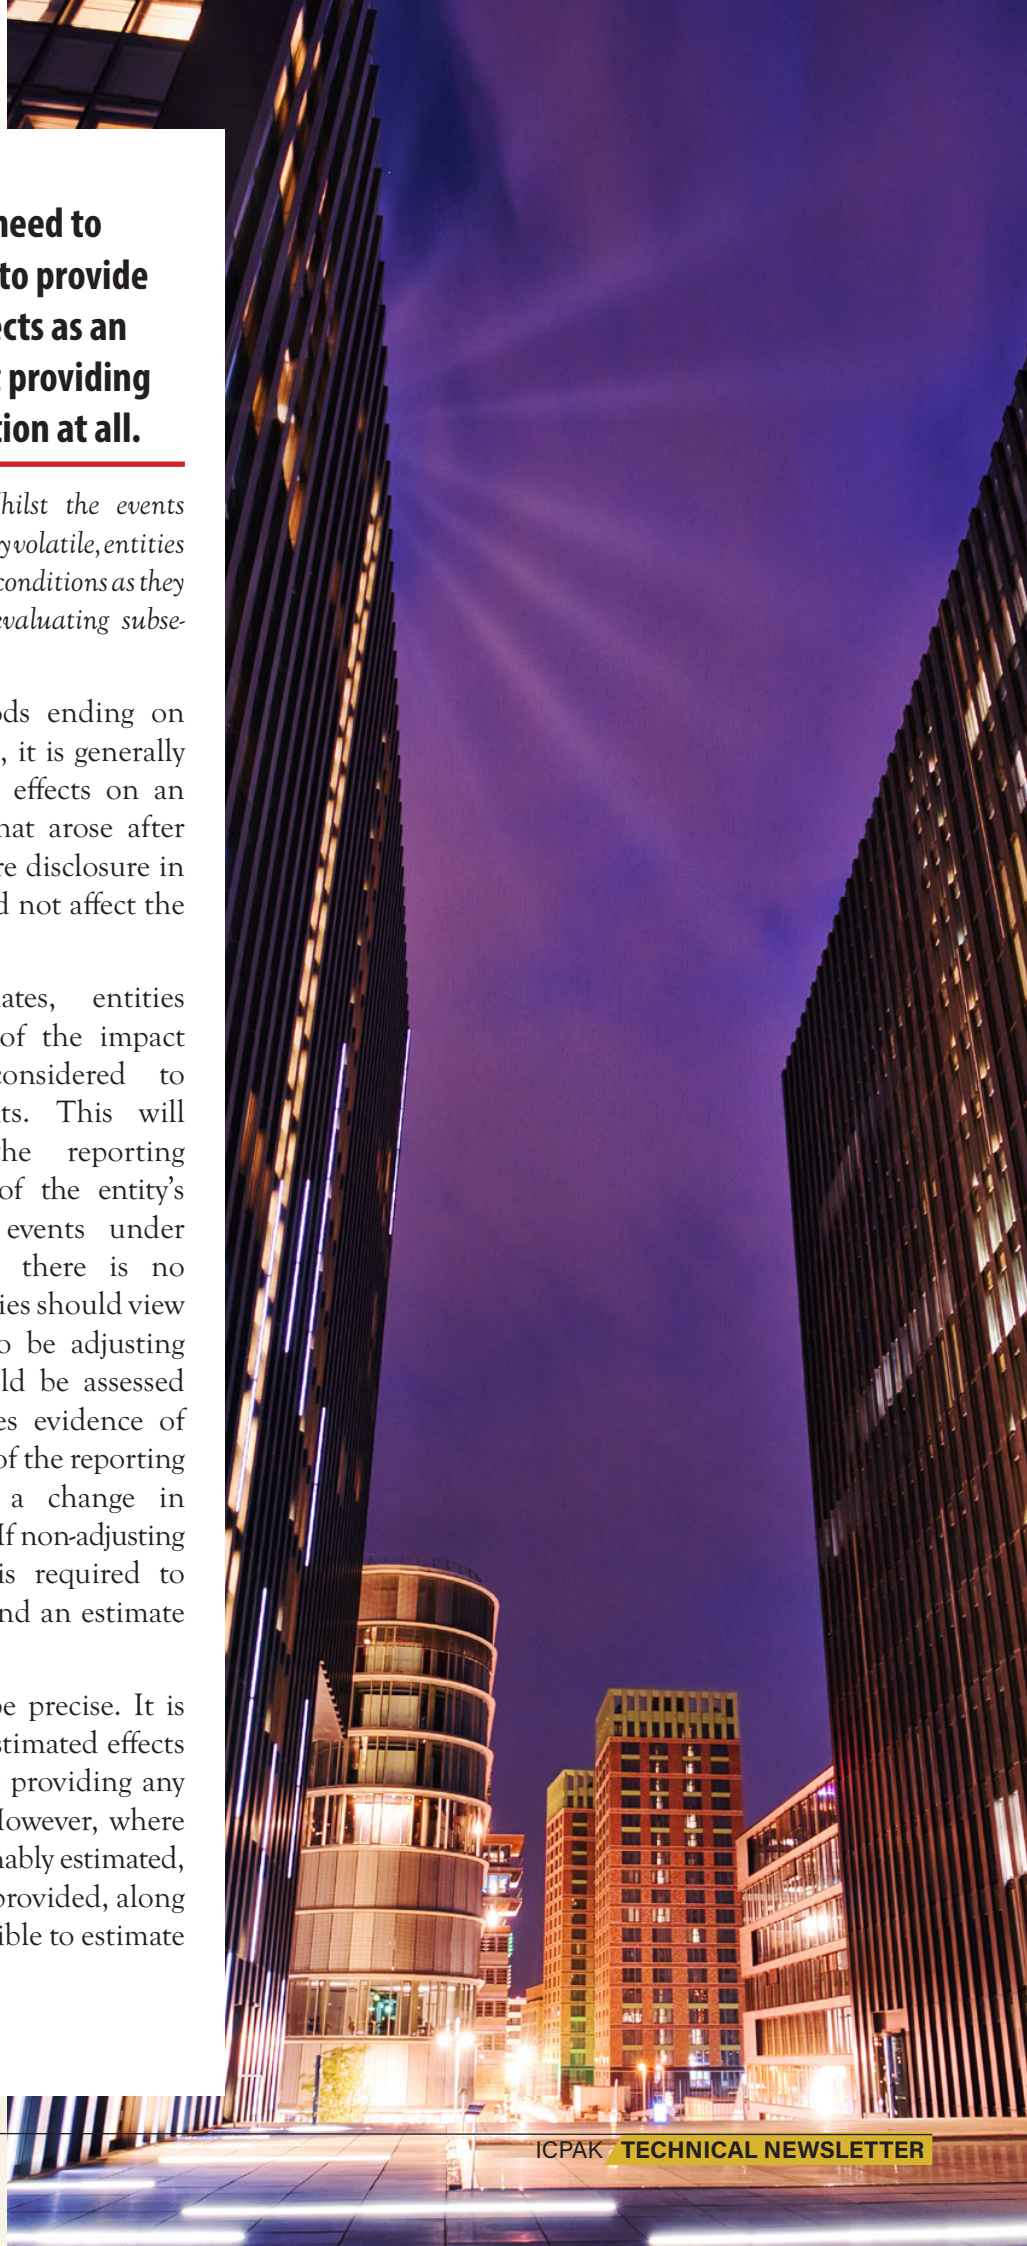 need to
to provide
ects as an
providing
tion at all.
hilst the events
y volatile, entities
conditions as they
evaluating subse-
ods ending on
, it is generally
effects on an
hat arose after
re disclosure in
d not affect the
ates, entities
of the impact
considered to
ts. This will
he reporting
of the entity’s
events under
there is no
ies should view
o be adjusting
ld be assessed
es evidence of
of the reporting
a change in
If non-adjusting
is required to
nd an estimate
be precise. It is
stimated effects
providing any
However, where
nably estimated,
provided, along
ible to estimate
ICPAK TECHNICAL NEWSLETTER